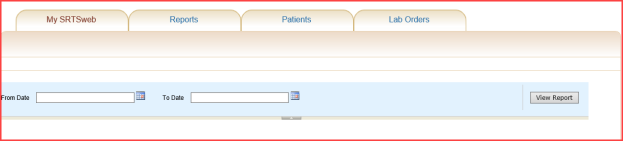 My SRTSweb Reports Patients Lab Orders
From Date To Date View Report